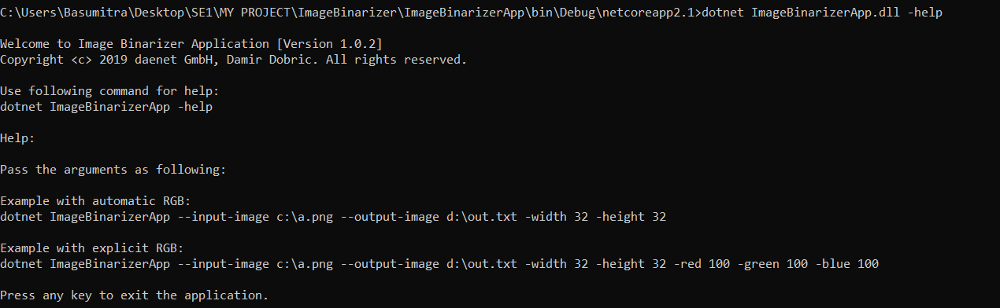 C:\Users\Basumitra\Desktop\SE1\MY PROJECT\ImageBinarizer\ImageBinarizerApp\bin\Debug\netcoreapp2.1>dotnet ImageBinarizerApp.dll -help
Welcome to Image Binarizer Application [Version 1.0.2]
Copyright <c> 2019 daenet GmbH, Damir Dobric. All rights reserved.
Use following command for help:
dotnet ImageBinarizerApp -help
Help:
Pass the arguments as following:
Example with automatic RGB:
dotnet ImageBinarizerApp --input-image c:\a.png --output-image d:\out.txt -width 32 -height 32
Example with explicit RGB:
dotnet ImageBinarizerApp --input-image c:\a.png --output-image d:\out.txt -width 32 -height 32 -red 100 -green 100 -blue 100
Press any key to exit the application.